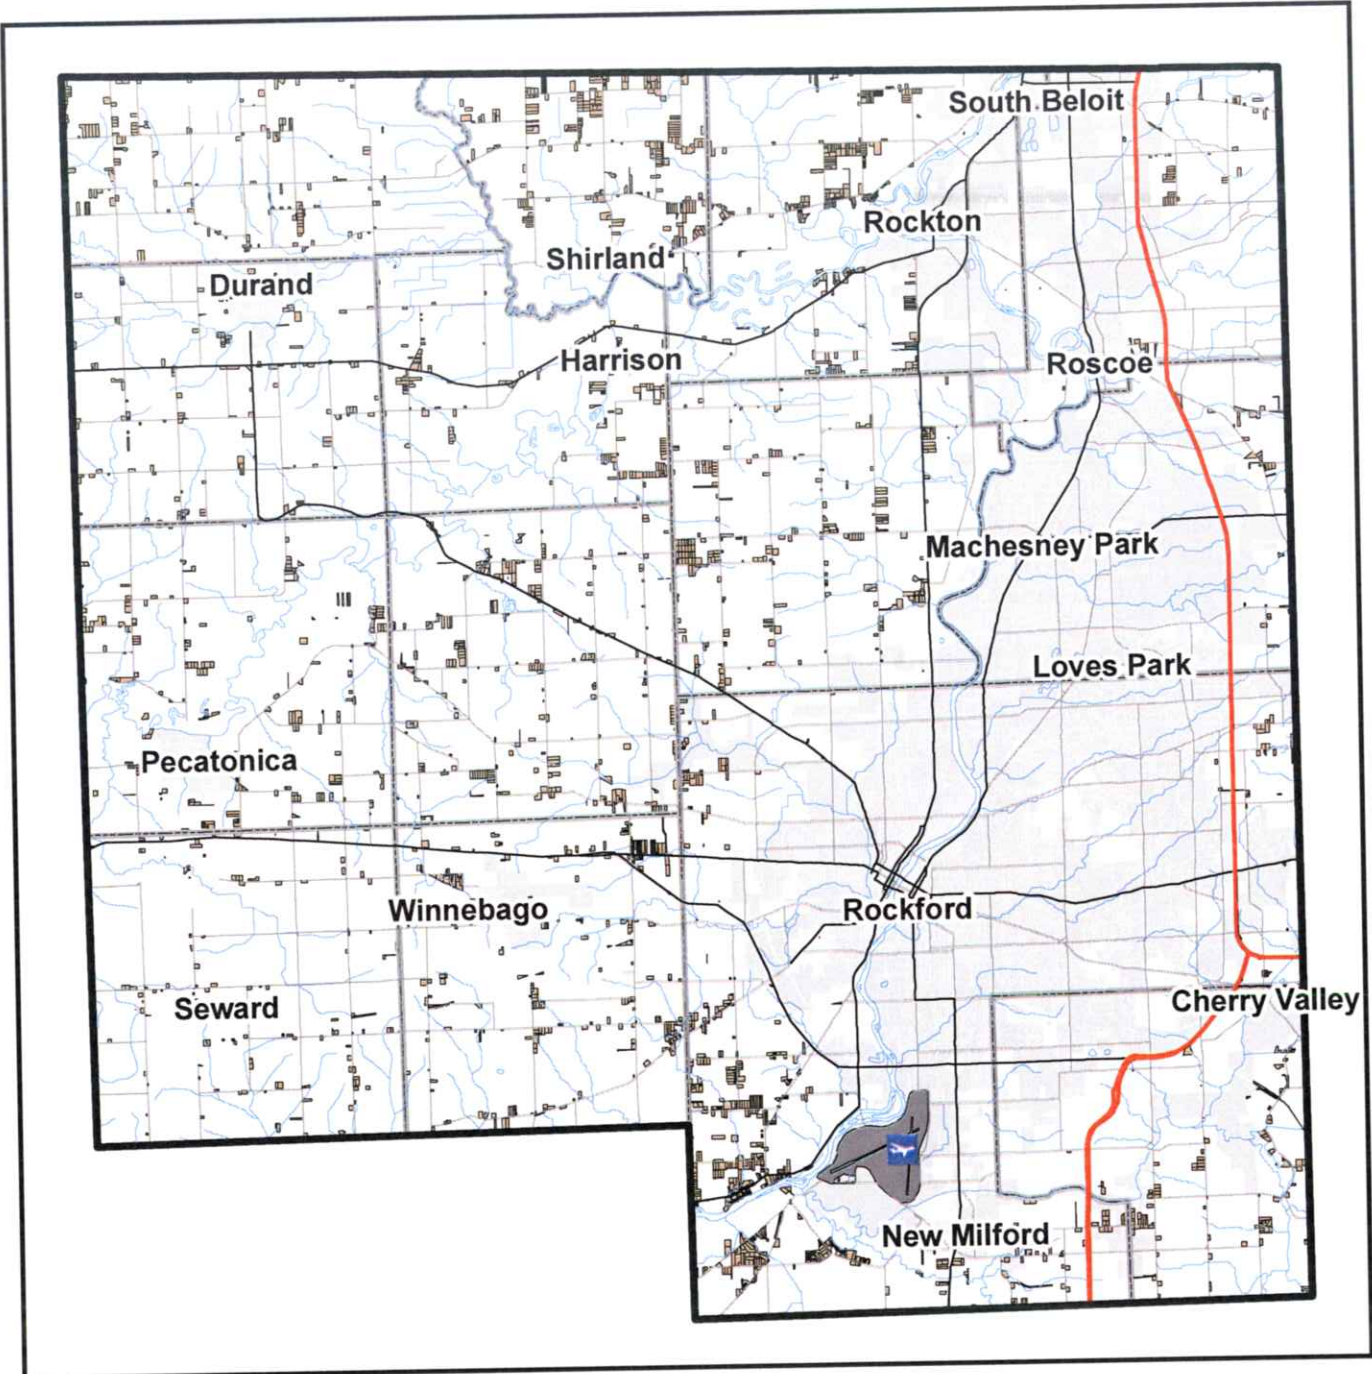 South Beloit
Rockton
Shirland
Durand
Harrison
Roscoe
Machesney Park
Loves Park
Pecatonica
Winnebago
Rockford
Seward
Cherry Valley
New Milford